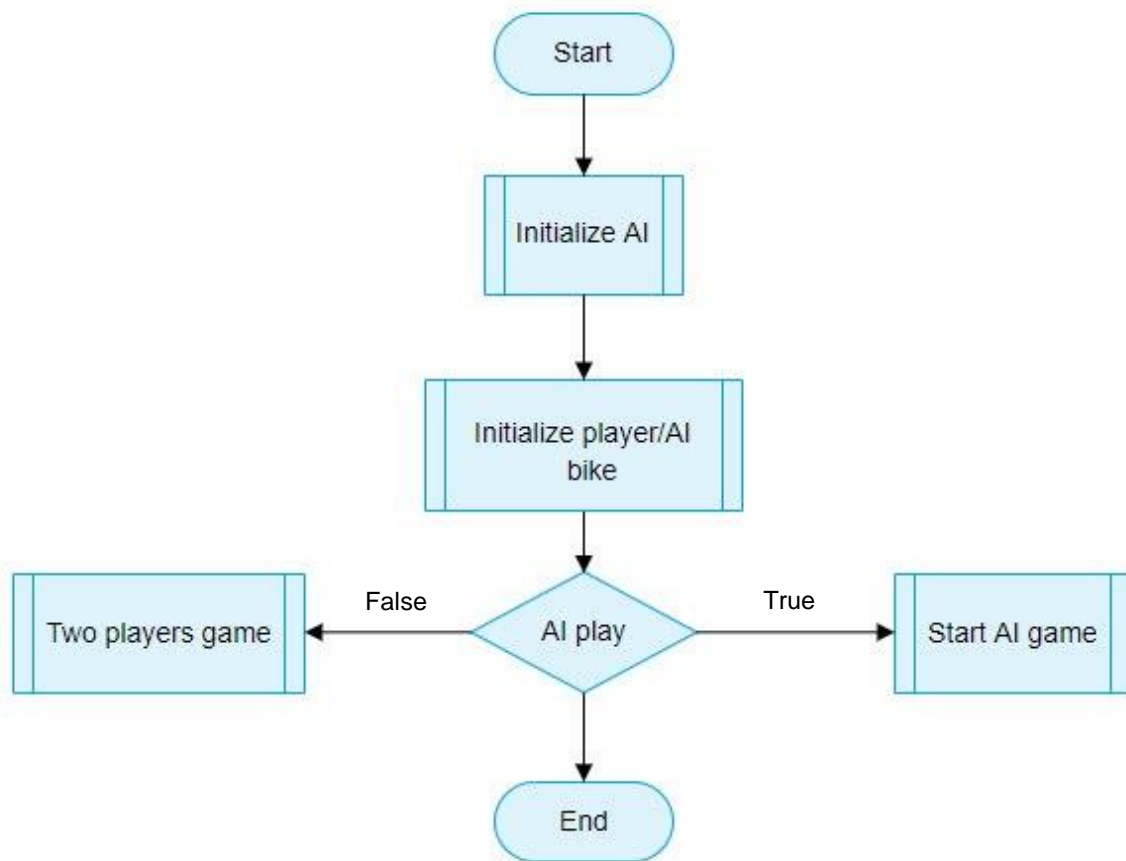 Start
Initialize AI
Initialize player/AI
bike
False
True
Two players game
AI play
Start AI game
End